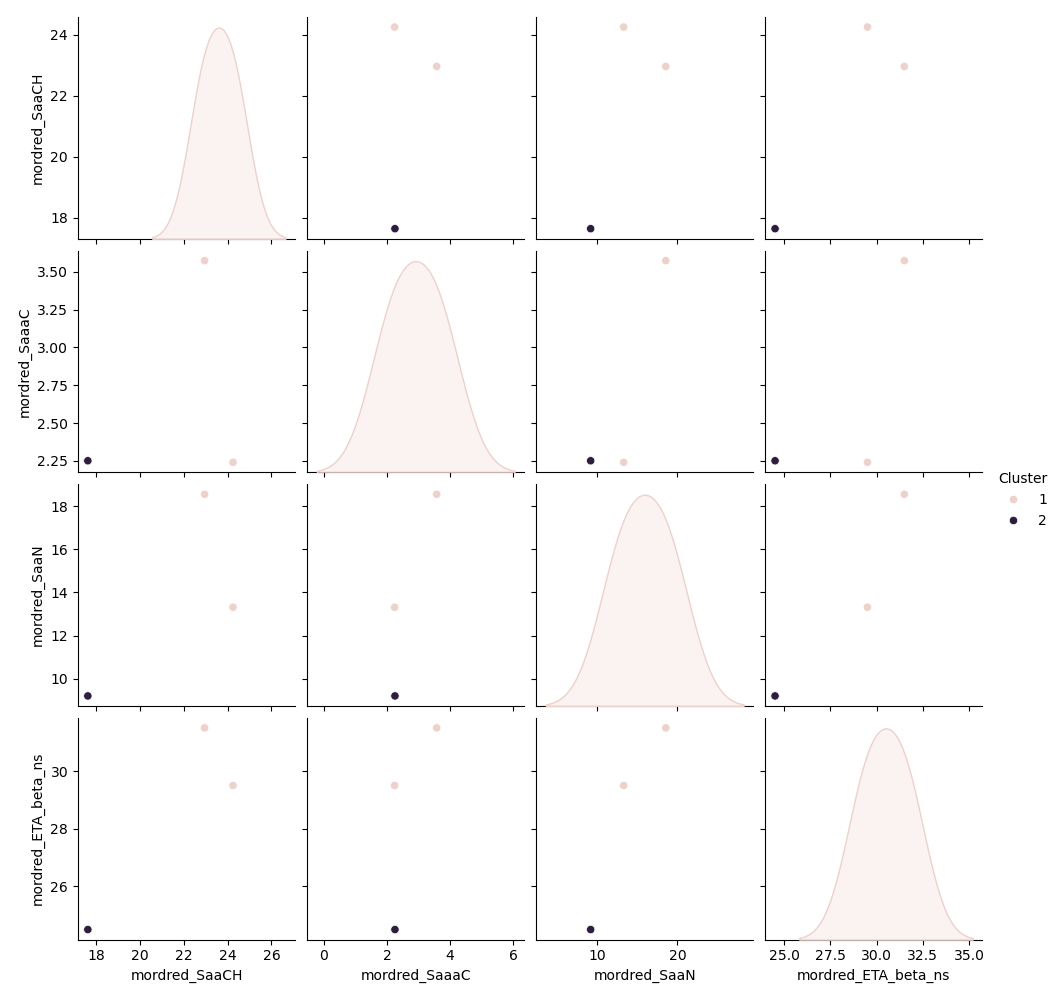 24
22
20
18
mordred_SaaCH
3.50
3.25
3.00
2.75
2.50
2.25
mordred_SaaaC
18
16
14
12
10
mordred_SaaN
30
28
26
mordred_ETA_beta_ns
18 20 22 24 26
mordred_SaaCH
0 2 4 6
mordred_SaaaC
10 20
mordred_SaaN
25.0 27.5 30.0 32.5 35.0
mordred_ETA_beta_ns
Cluster
1
2